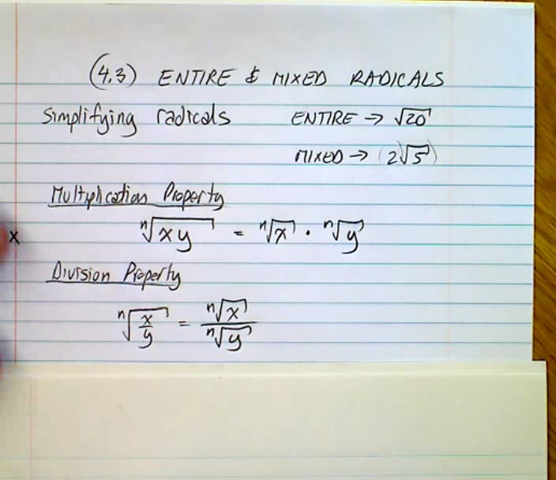 (4.3) ENTIRE & MIXED RADICALS
Simplifying radicals ENTIRE → √20
MIXED → (2√5)
Multiplication Property
ⁿ√xy = ⁿ√x · ⁿ√y
Division Property
ⁿ√(x/y) = ⁿ√x / ⁿ√y
x